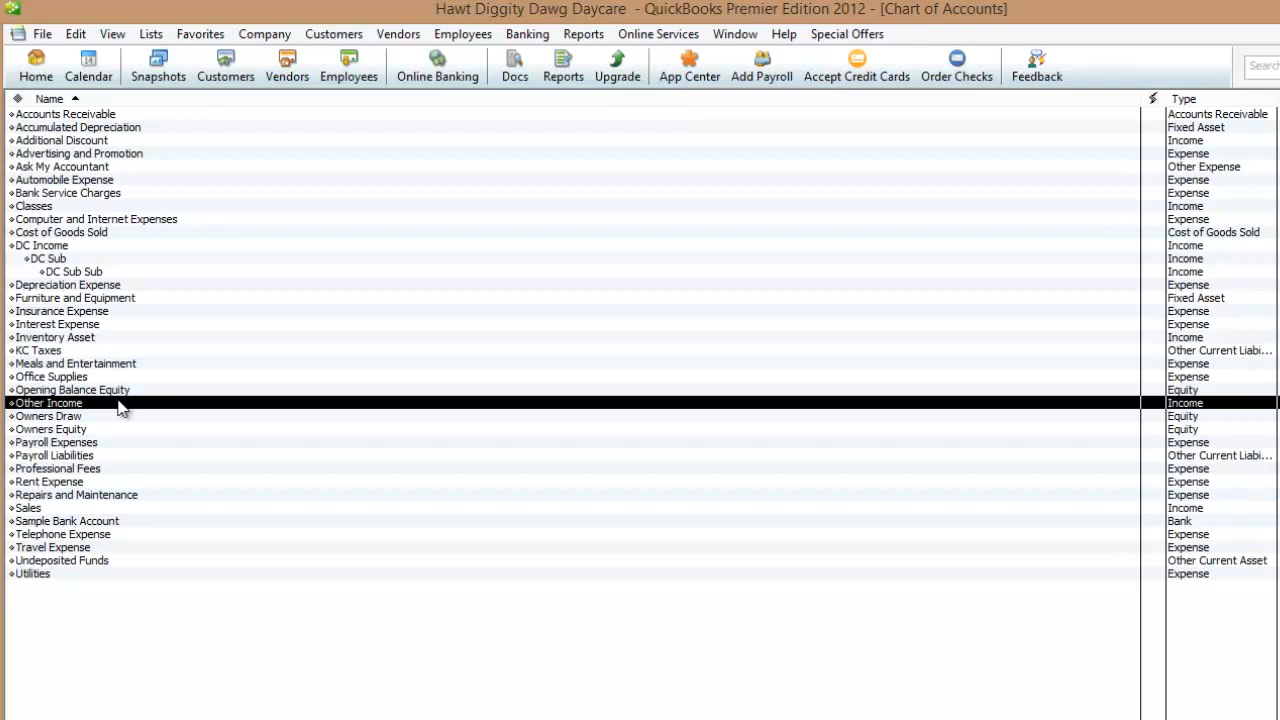 Hawt Diggity Dawg Daycare - QuickBooks Premier Edition 2012 - [Chart of Accounts]
File Edit View Lists Favorites Company Customers Vendors Employees Banking Reports Online Services Window Help Special Offers
Home Calendar Snapshots Customers Vendors Employees Online Banking Docs Reports Upgrade App Center Add Payroll Accept Credit Cards Order Checks Feedback Search
Name Type
Accounts Receivable Accounts Receivable
Accumulated Depreciation Fixed Asset
Additional Discount Income
Advertising and Promotion Expense
Ask My Accountant Other Expense
Automobile Expense Expense
Bank Service Charges Expense
Classes Income
Computer and Internet Expenses Expense
Cost of Goods Sold Cost of Goods Sold
DC Income Income
DC Sub Income
DC Sub Sub Income
Depreciation Expense Expense
Furniture and Equipment Fixed Asset
Insurance Expense Expense
Interest Expense Expense
Inventory Asset Income
KC Taxes Other Current Liabi...
Meals and Entertainment Expense
Office Supplies Expense
Opening Balance Equity Equity
Other Income Income
Owners Draw Equity
Owners Equity Equity
Payroll Expenses Expense
Payroll Liabilities Other Current Liabi...
Professional Fees Expense
Rent Expense Expense
Repairs and Maintenance Expense
Sales Income
Sample Bank Account Bank
Telephone Expense Expense
Travel Expense Expense
Undeposited Funds Other Current Asset
Utilities Expense